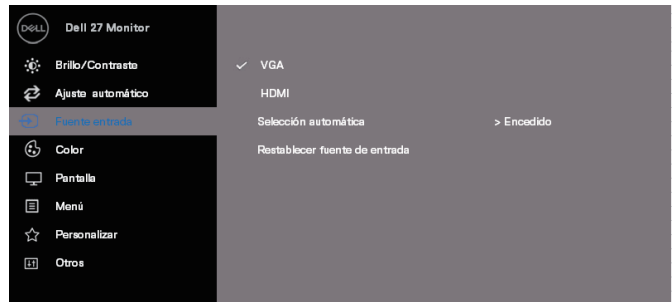 DELL Dell 27 Monitor
Brillo/Contraste
✓ VGA
Ajuste automático
HDMI
Fuente entrada
Selección automática > Encedido
Color
Restablecer fuente de entrada
Pantalla
Menú
Personalizar
Otros